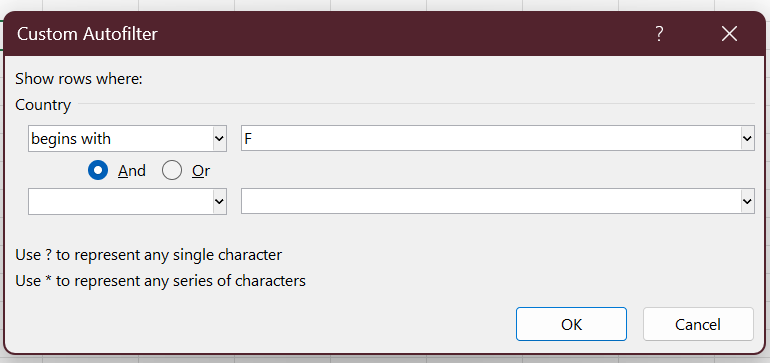 Custom Autofilter ?
Show rows where:
Country
begins with F
And Or
Use ? to represent any single character
Use * to represent any series of characters
OK Cancel